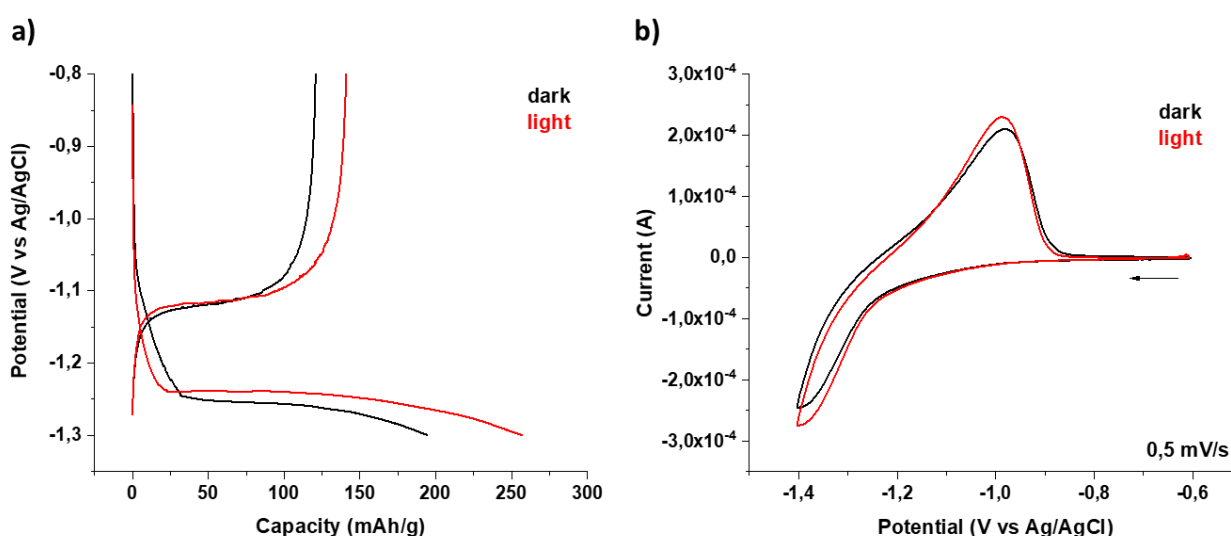 a)
-0,8
-0,9
-1,0
-1,1
-1,2
-1,3
Potential (V vs Ag/AgCl)
dark
light
0
50
100
150
200
250
300
Capacity (mAh/g)
b)
3,0x10⁻⁴
2,0x10⁻⁴
1,0x10⁻⁴
0,0
-1,0x10⁻⁴
-2,0x10⁻⁴
-3,0x10⁻⁴
Current (A)
dark
light
0,5 mV/s
-1,4
-1,2
-1,0
-0,8
-0,6
Potential (V vs Ag/AgCl)